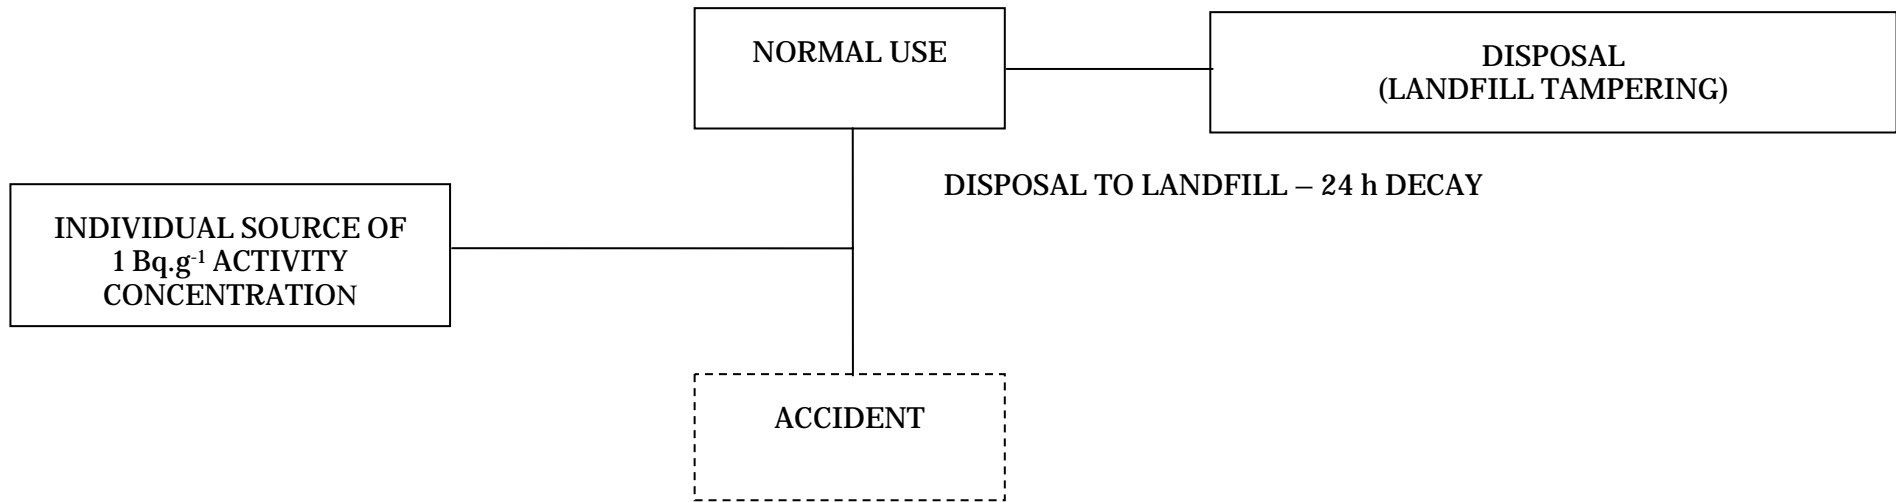 NORMAL USE
DISPOSAL
(LANDFILL TAMPERING)
DISPOSAL TO LANDFILL – 24 h DECAY
INDIVIDUAL SOURCE OF
1 Bq.g⁻¹ ACTIVITY
CONCENTRATION
ACCIDENT